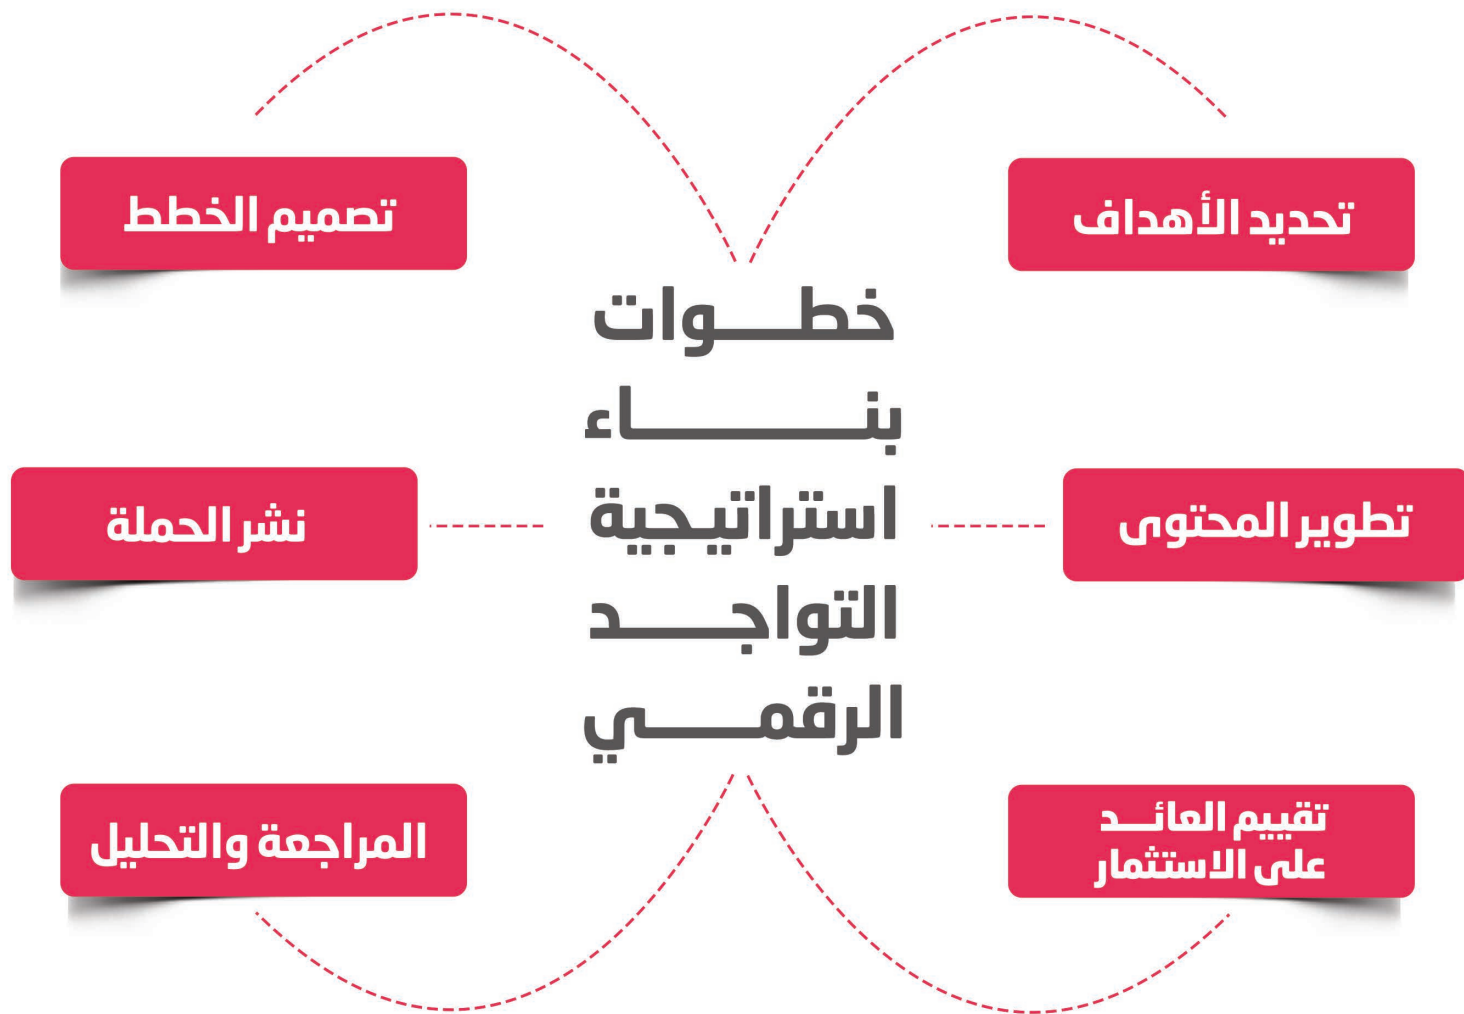 خطوات
بناء
استراتيجية
التواجد
الرقمي
تحديد الأهداف
تصميم الخطط
تطوير المحتوى
نشر الحملة
تقييم العائد
على الاستثمار
المراجعة والتحليل